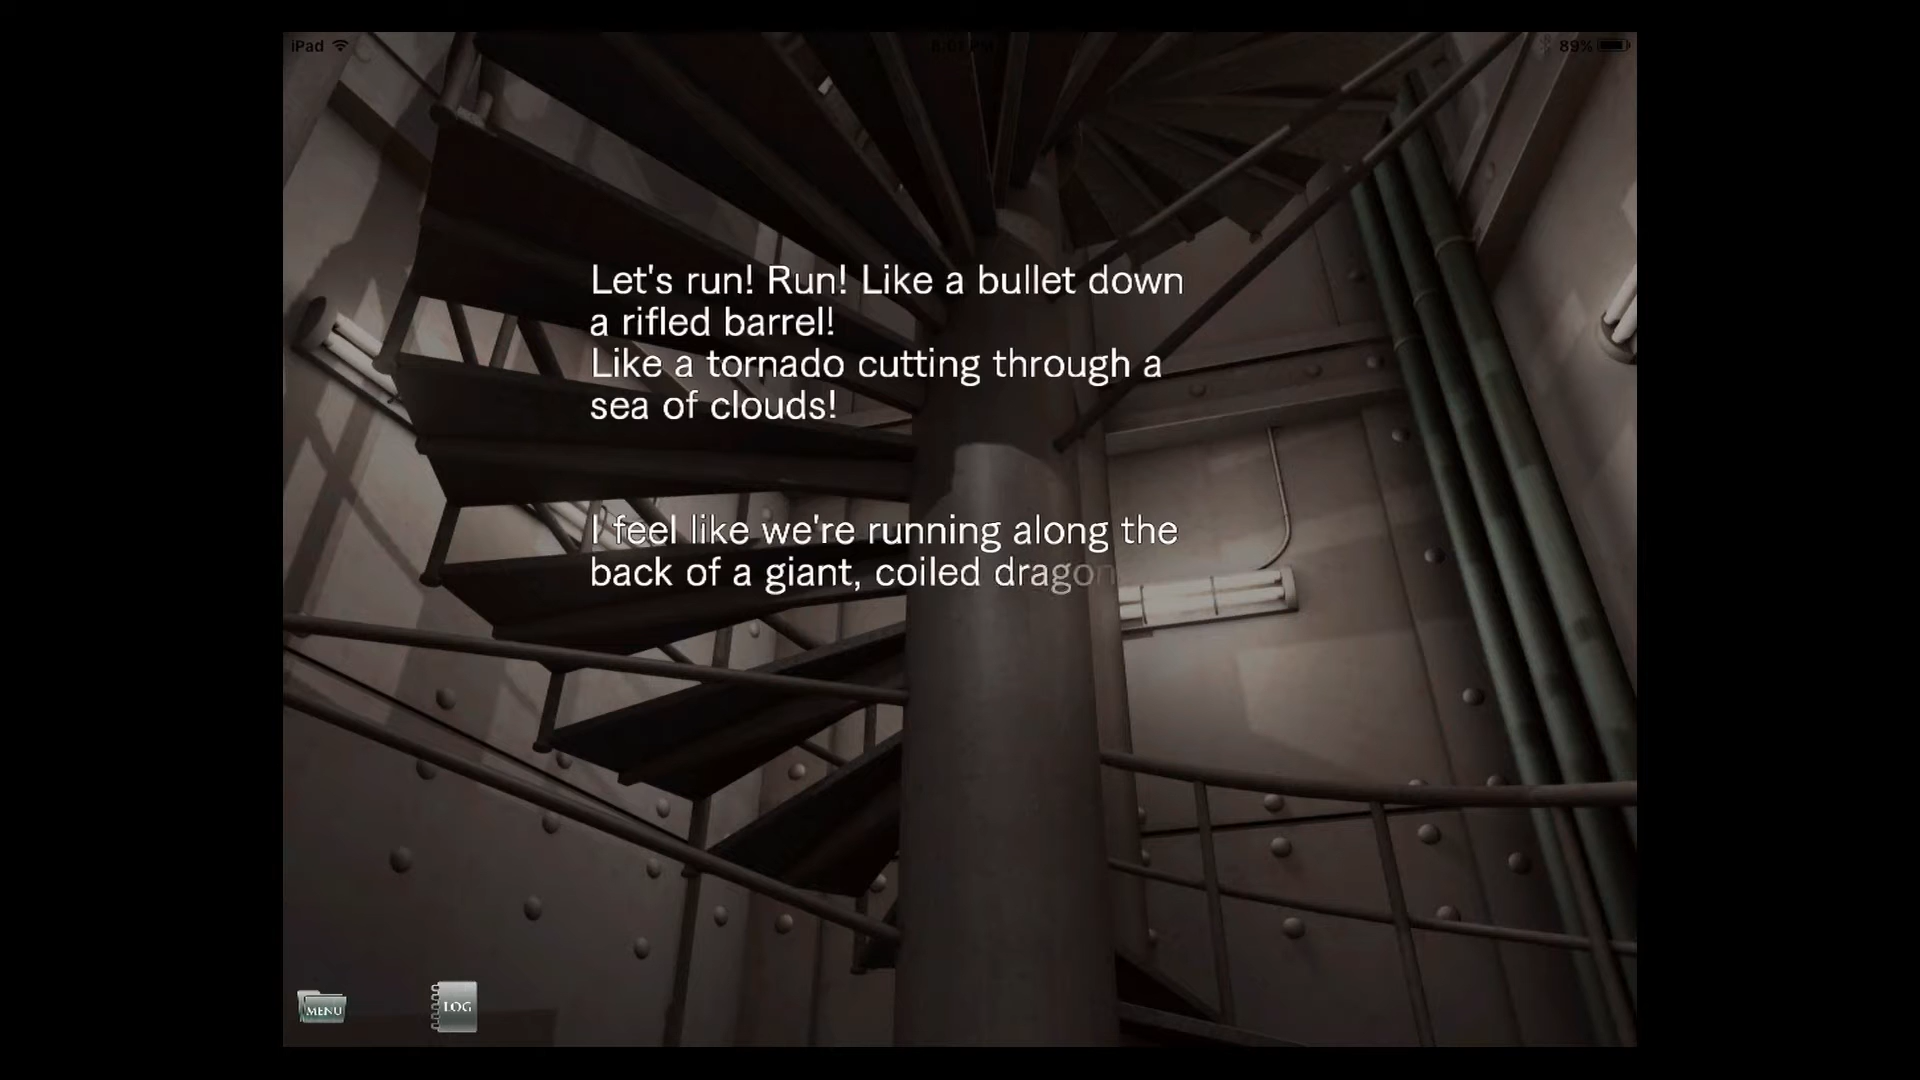 iPad
89%
Let's run! Run! Like a bullet down
a rifled barrel!
Like a tornado cutting through a
sea of clouds!
I feel like we're running along the
back of a giant, coiled dragon
MENU
LOG